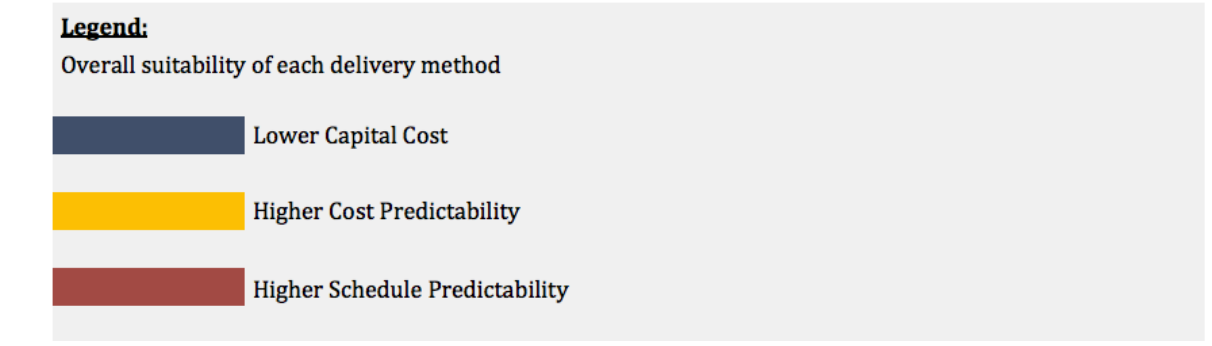 Legend:
Overall suitability of each delivery method
Lower Capital Cost
Higher Cost Predictability
Higher Schedule Predictability